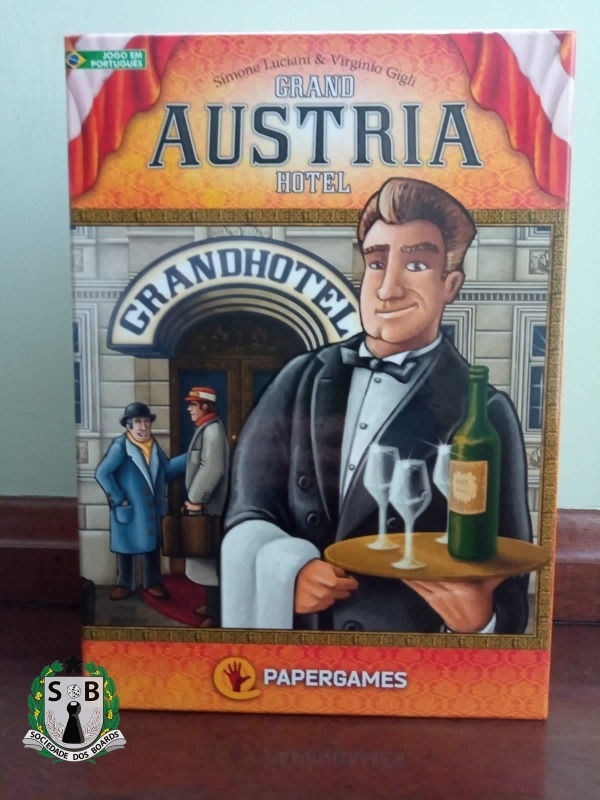 JOGO EM
PORTUGUÊS
Simone Luciani & Virginio Gigli
GRAND
AUSTRIA
HOTEL
GRANDHOTEL
PAPERGAMES
S B
SOCIEDADE DOS BOARDS